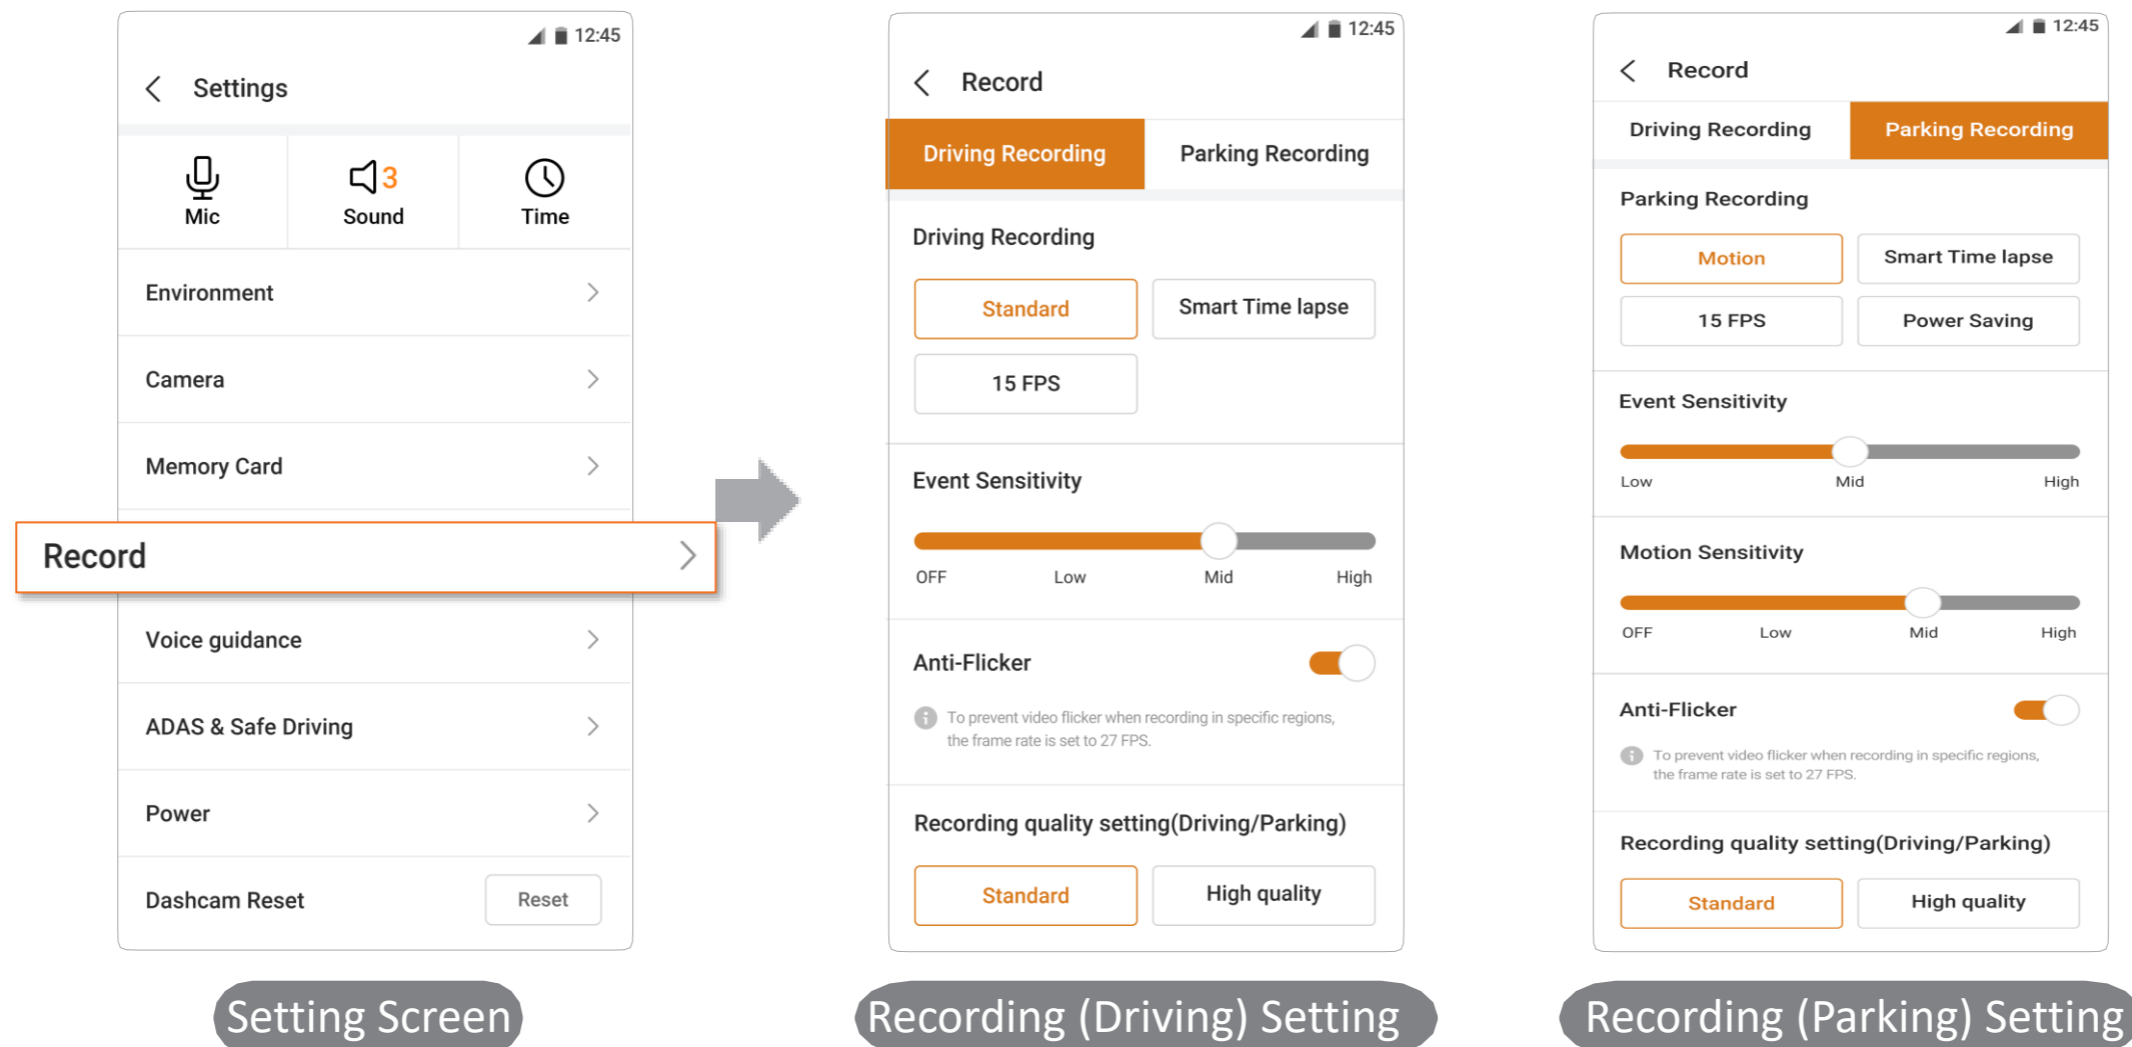 12:45
Settings
Mic
3
Sound
Time
Environment
Camera
Memory Card
Record
Voice guidance
ADAS & Safe Driving
Power
Dashcam Reset
Reset
Setting Screen
12:45
Record
Driving Recording
Parking Recording
Driving Recording
Standard
Smart Time lapse
15 FPS
Event Sensitivity
OFF
Low
Mid
High
Anti-Flicker
To prevent video flicker when recording in specific regions,
the frame rate is set to 27 FPS.
Recording quality setting(Driving/Parking)
Standard
High quality
Recording (Driving) Setting
12:45
Record
Driving Recording
Parking Recording
Parking Recording
Motion
Smart Time lapse
15 FPS
Power Saving
Event Sensitivity
Low
Mid
High
Motion Sensitivity
OFF
Low
Mid
High
Anti-Flicker
To prevent video flicker when recording in specific regions,
the frame rate is set to 27 FPS.
Recording quality setting(Driving/Parking)
Standard
High quality
Recording (Parking) Setting